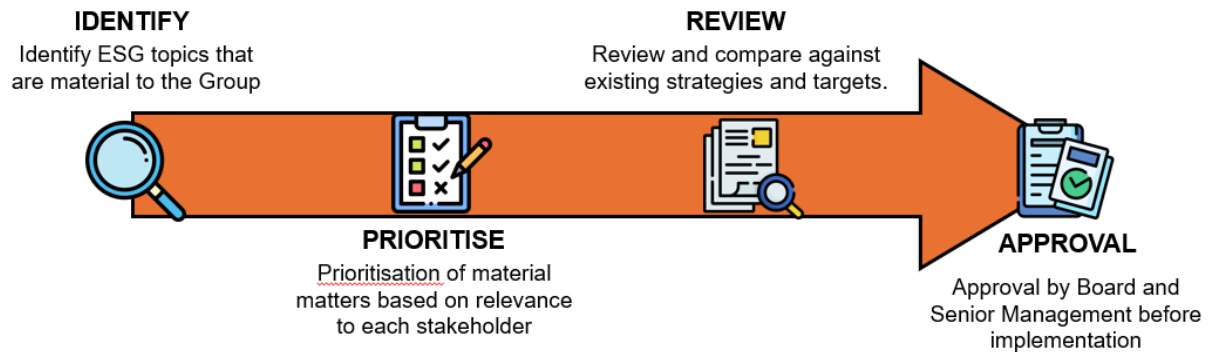 IDENTIFY
Identify ESG topics that
are material to the Group
PRIORITISE
Prioritisation of material
matters based on relevance
to each stakeholder
REVIEW
Review and compare against
existing strategies and targets.
APPROVAL
Approval by Board and
Senior Management before
implementation